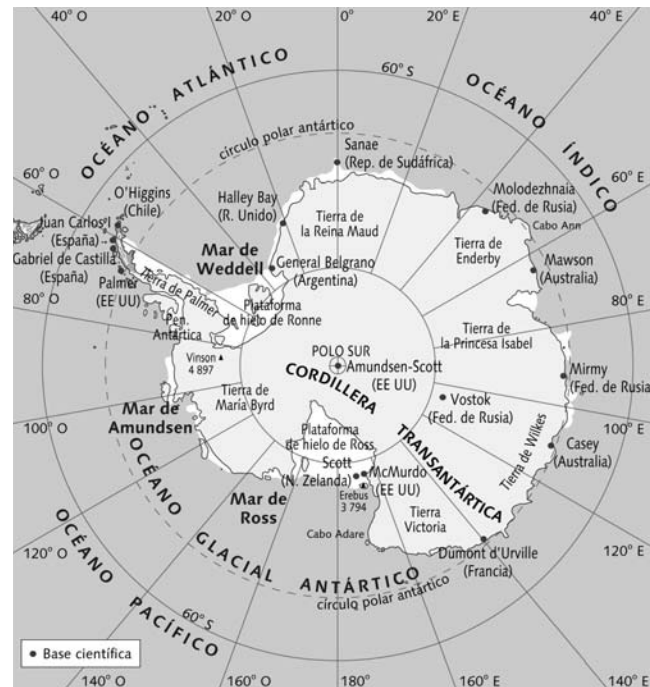 40° O
20° O
0°
20° E
40° E
OCÉANO ATLÁNTICO
60° S
OCÉANO ÍNDICO
círculo polar antártico
Sanae
(Rep. de Sudáfrica)
60° O
60° E
O'Higgins
(Chile)
Halley Bay
(R. Unido)
Tierra de
la Reina Maud
Molodezhnaia
(Fed. de Rusia)
Cabo Ann
Juan Carlos I
(España)
Gabriel de Castilla
(España)
Mar de
Weddell
General Belgrano
(Argentina)
Tierra de
Enderby
Mawson
(Australia)
Palmer
(EE UU)
Tierra de Palmer
80° O
80° E
Plataforma
de hielo de Ronne
Pen.
Antártica
Tierra de
la Princesa Isabel
Vinson
4 897
POLO SUR
Amundsen-Scott
(EE UU)
CORDILLERA
TRANSANTÁRTICA
Mirmy
(Fed. de Rusia
Tierra de
María Byrd
Vostok
(Fed. de Rusia)
Mar de
Amundsen
100° O
100° E
Plataforma
de hielo de Ross
Tierra de Wilkes
Casey
(Australia)
Scott
(N. Zelanda)
McMurdo
(EE UU)
Mar de
Ross
Erebus
3 794
Tierra
Victoria
Cabo Adare
OCÉANO GLACIAL ANTÁRTICO
120° O
120° E
Dumont d'Urville
(Francia)
OCÉANO PACÍFICO
círculo polar antártico
60° S
Base científica
140° O
160° O
180°
160° E
140° E